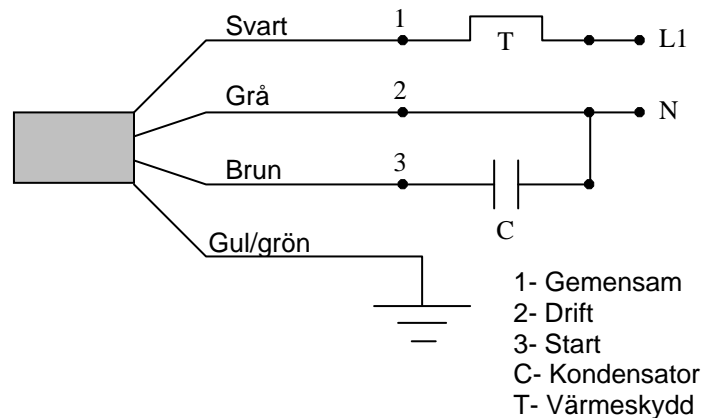 Svart 1 T L1
Grå 2 N
Brun 3 C
Gul/grön
1- Gemensam
2- Drift
3- Start
C- Kondensator
T- Värmeskydd